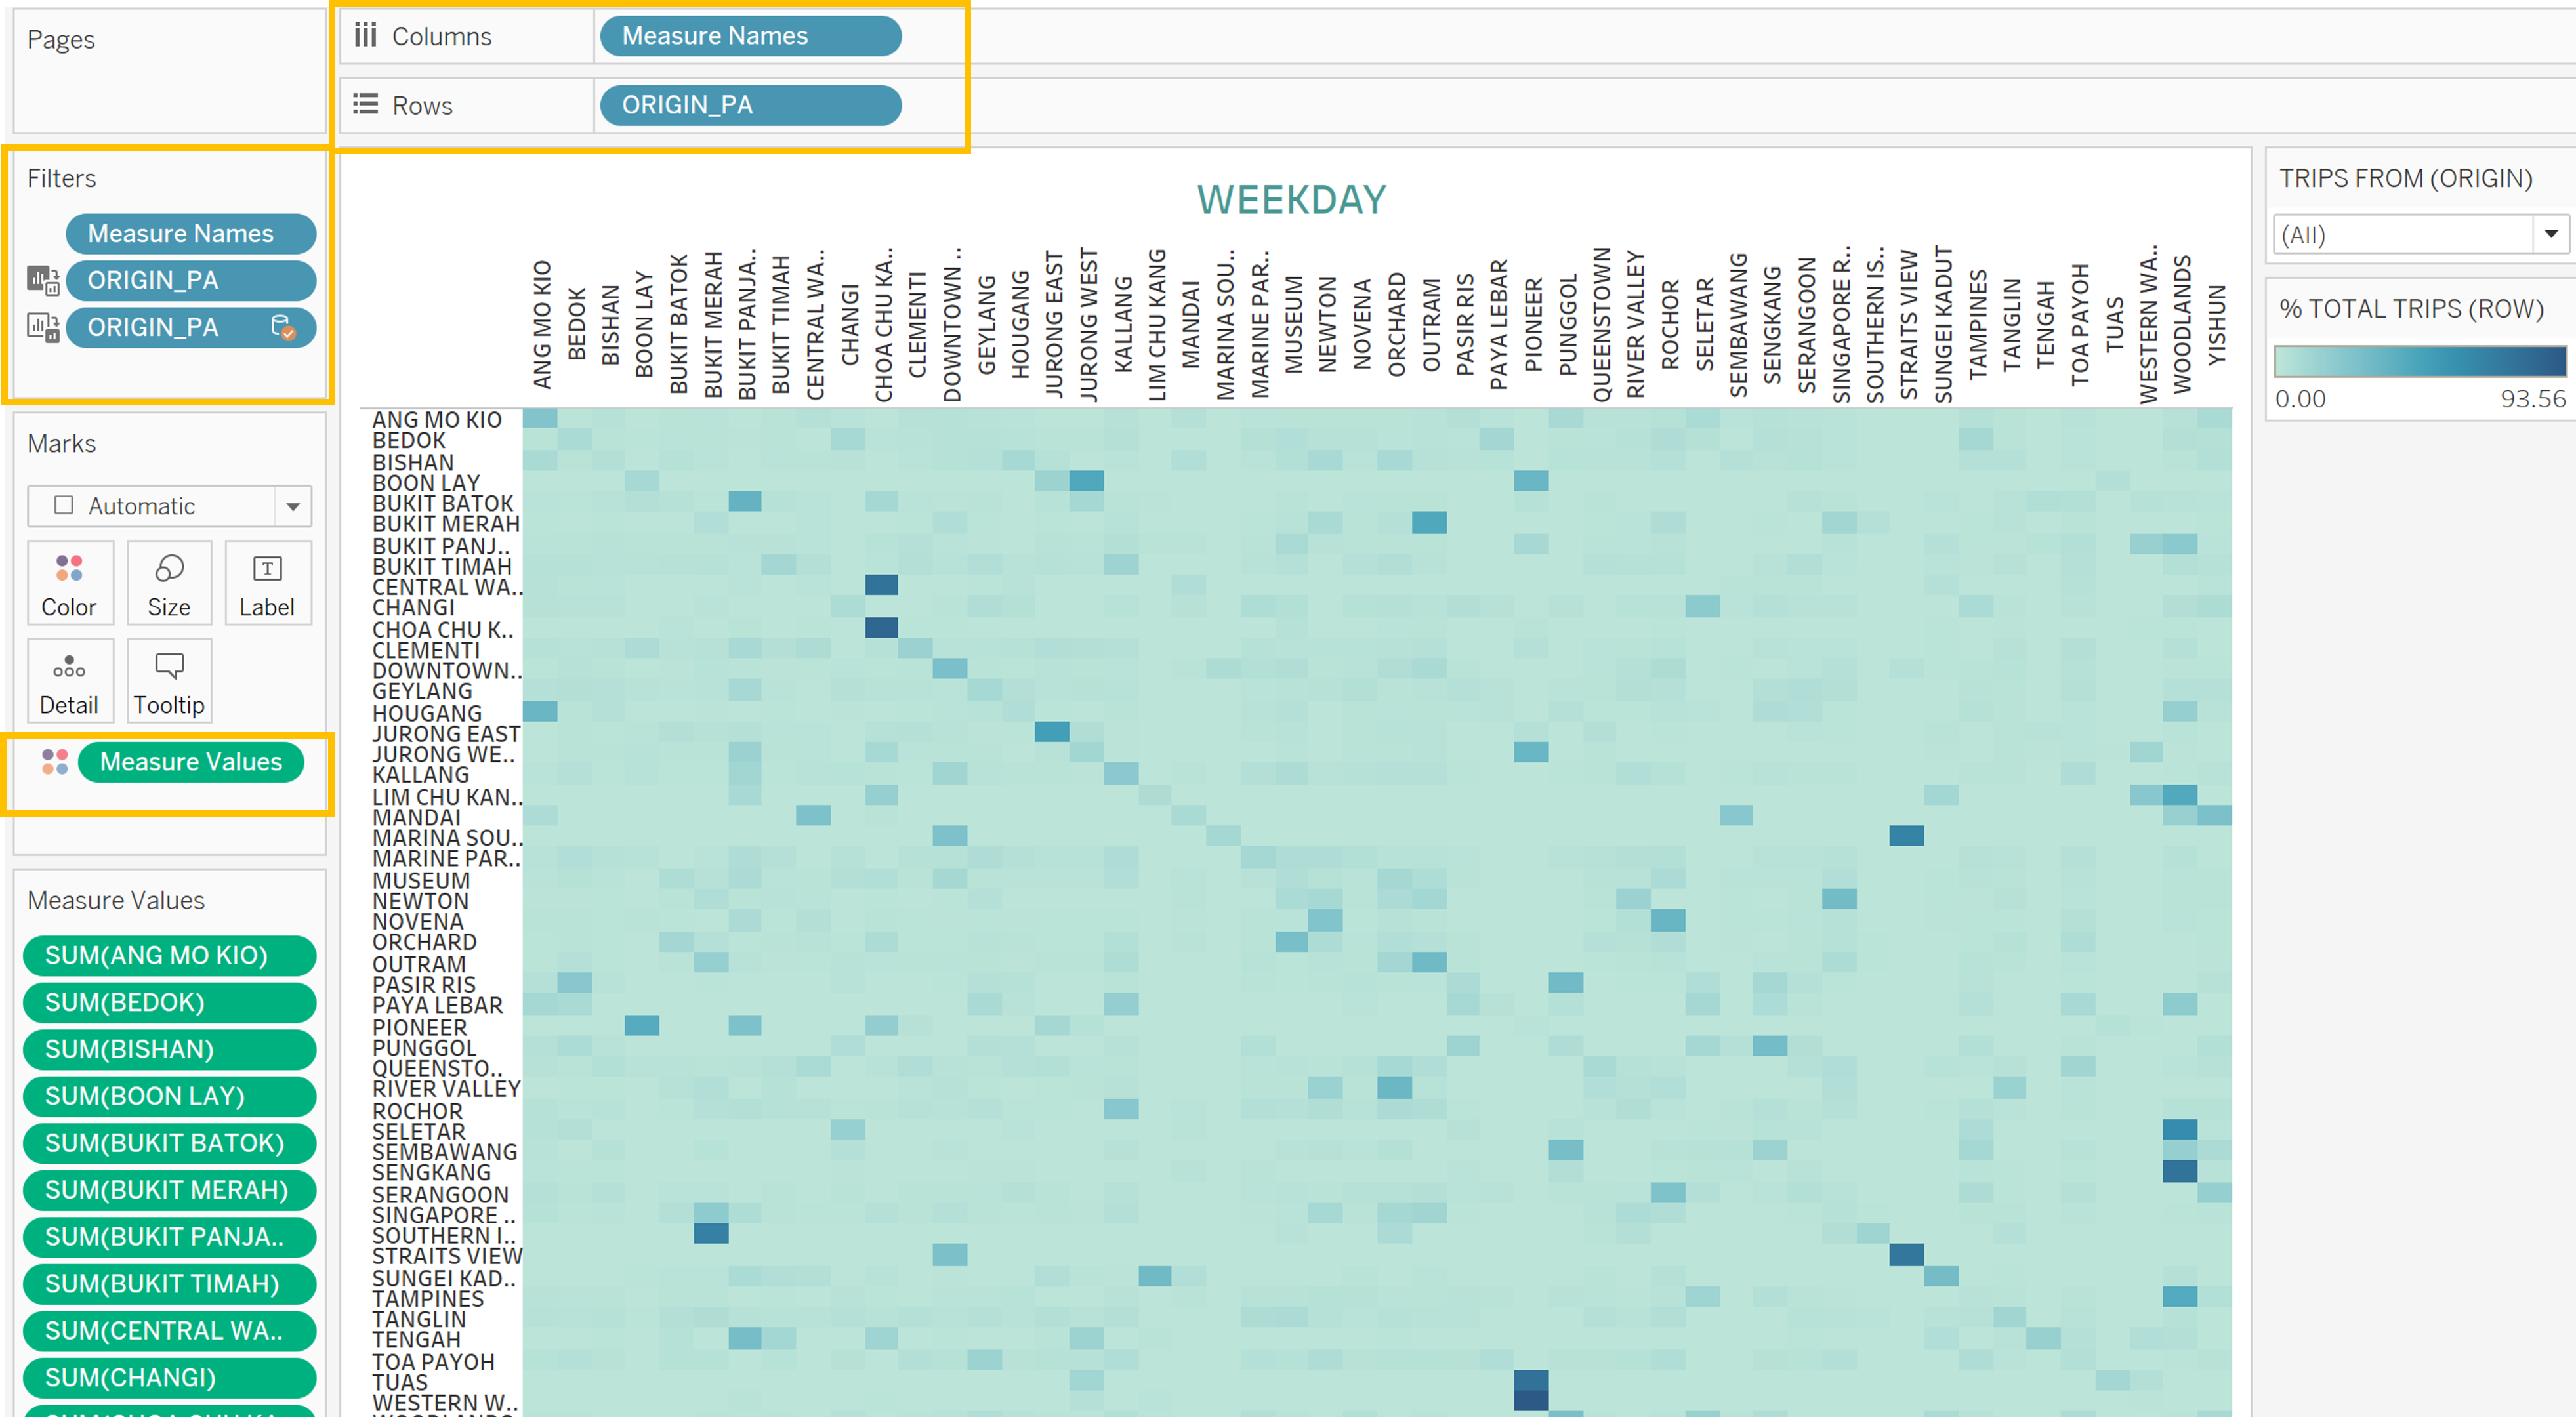 Pages
Columns
Measure Names
Rows
ORIGIN_PA
Filters
Measure Names
ORIGIN_PA
ORIGIN_PA
Marks
Automatic
Color
Size
Label
Detail
Tooltip
Measure Values
Measure Values
SUM(ANG MO KIO)
SUM(BEDOK)
SUM(BISHAN)
SUM(BOON LAY)
SUM(BUKIT BATOK)
SUM(BUKIT MERAH)
SUM(BUKIT PANJA..
SUM(BUKIT TIMAH)
SUM(CENTRAL WA..
SUM(CHANGI)
WEEKDAY
ANG MO KIO
BEDOK
BISHAN
BOON LAY
BUKIT BATOK
BUKIT MERAH
BUKIT PANJA..
BUKIT TIMAH
CENTRAL WA..
CHANGI
CHOA CHU KA..
CLEMENTI
DOWNTOWN ..
GEYLANG
HOUGANG
JURONG EAST
JURONG WEST
KALLANG
LIM CHU KANG
MANDAI
MARINA SOU..
MARINE PAR..
MUSEUM
NEWTON
NOVENA
ORCHARD
OUTRAM
PASIR RIS
PAYA LEBAR
PIONEER
PUNGGOL
QUEENSTOWN
RIVER VALLEY
ROCHOR
SELETAR
SEMBAWANG
SENGKANG
SERANGOON
SINGAPORE R..
SOUTHERN IS..
STRAITS VIEW
SUNGEI KADUT
TAMPINES
TANGLIN
TENGAH
TOA PAYOH
TUAS
WESTERN WA..
WOODLANDS
YISHUN
ANG MO KIO
BEDOK
BISHAN
BOON LAY
BUKIT BATOK
BUKIT MERAH
BUKIT PANJ..
BUKIT TIMAH
CENTRAL WA..
CHANGI
CHOA CHU K..
CLEMENTI
DOWNTOWN..
GEYLANG
HOUGANG
JURONG EAST
JURONG WE..
KALLANG
LIM CHU KAN..
MANDAI
MARINA SOU..
MARINE PAR..
MUSEUM
NEWTON
NOVENA
ORCHARD
OUTRAM
PASIR RIS
PAYA LEBAR
PIONEER
PUNGGOL
QUEENSTO..
RIVER VALLEY
ROCHOR
SELETAR
SEMBAWANG
SENGKANG
SERANGOON
SINGAPORE ..
SOUTHERN I..
STRAITS VIEW
SUNGEI KAD..
TAMPINES
TANGLIN
TENGAH
TOA PAYOH
TUAS
WESTERN W..
TRIPS FROM (ORIGIN)
(All)
% TOTAL TRIPS (ROW)
0.00 93.56